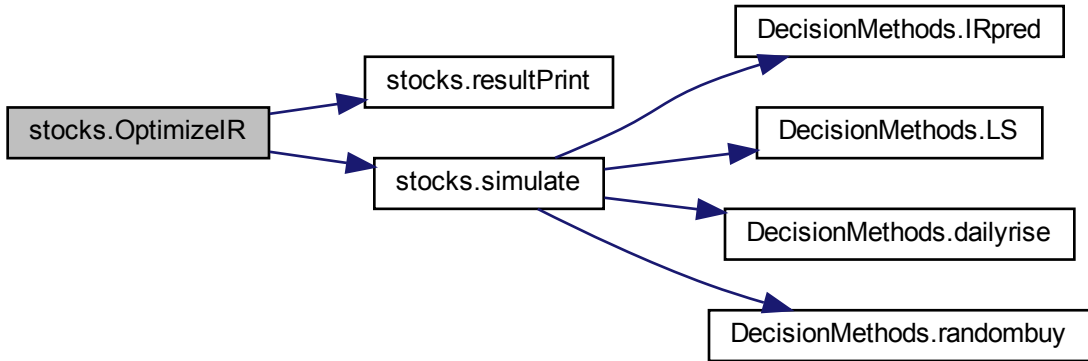 stocks.OptimizeIR
stocks.resultPrint
stocks.simulate
DecisionMethods.IRpred
DecisionMethods.LS
DecisionMethods.dailyrise
DecisionMethods.randombuy